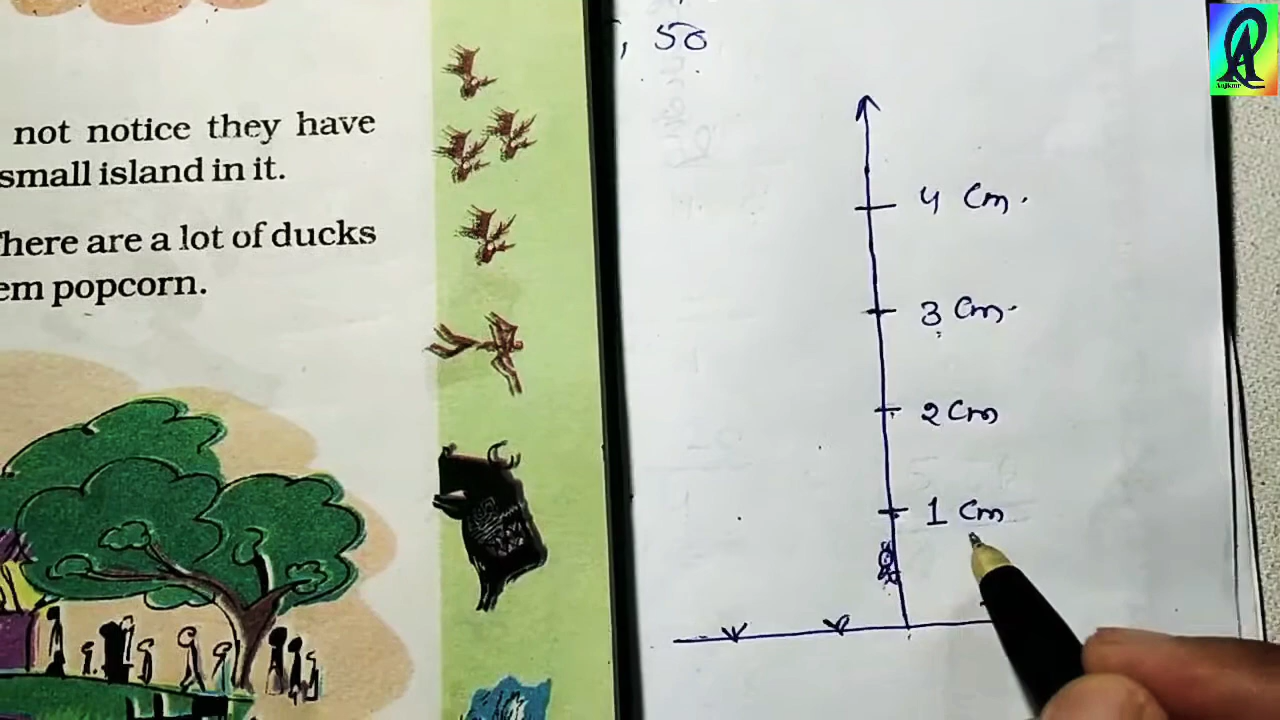 not notice they have
small island in it.
There are a lot of ducks
em popcorn.
, 50
4 Cm.
3 Cm.
2 Cm
1 Cm